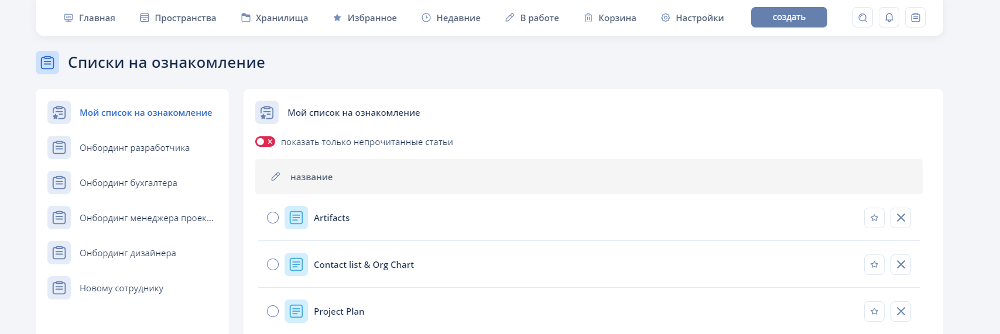 Главная Пространства Хранилища Избранное Недавние В работе Корзина Настройки создать
Списки на ознакомление
Мой список на ознакомление
Онбординг разработчика
Онбординг бухгалтера
Онбординг менеджера проек...
Онбординг дизайнера
Новому сотруднику
Мой список на ознакомление
показать только непрочитанные статьи
название
Artifacts
Contact list & Org Chart
Project Plan